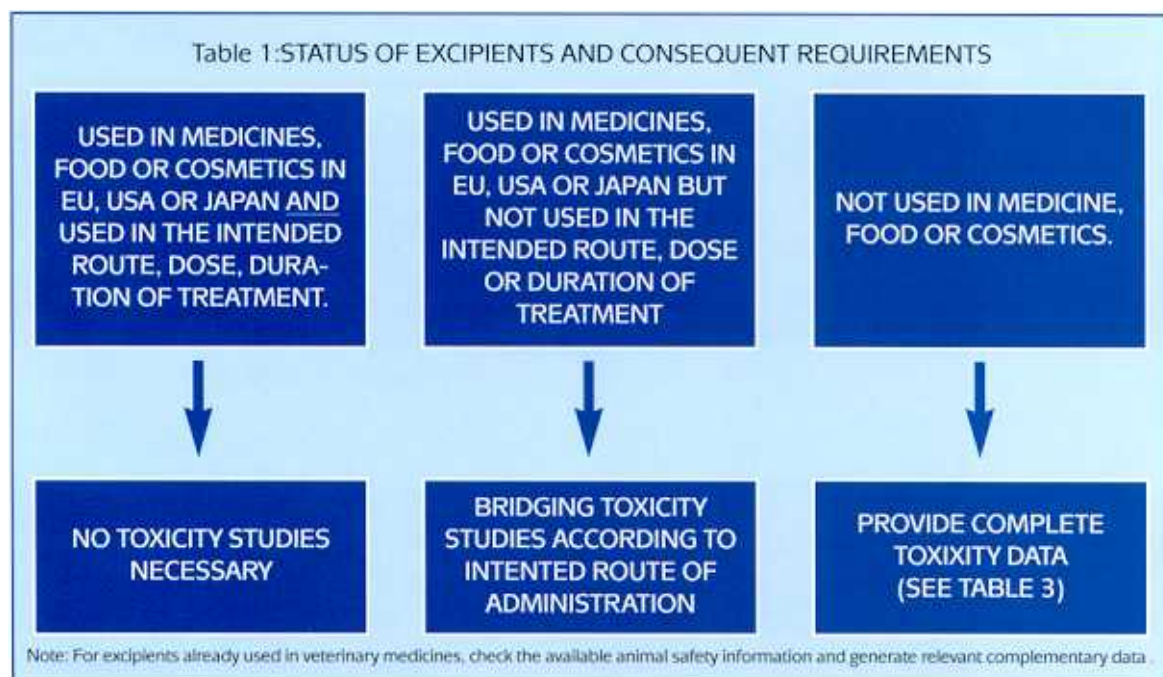 Table 1:STATUS OF EXCIPIENTS AND CONSEQUENT REQUIREMENTS
USED IN MEDICINES,
FOOD OR COSMETICS IN
EU, USA OR JAPAN AND
USED IN THE INTENDED
ROUTE, DOSE, DURA-
TION OF TREATMENT.
USED IN MEDICINES,
FOOD OR COSMETICS IN
EU, USA OR JAPAN BUT
NOT USED IN THE
INTENDED ROUTE, DOSE
OR DURATION OF
TREATMENT
NOT USED IN MEDICINE,
FOOD OR COSMETICS.
NO TOXICITY STUDIES
NECESSARY
BRIDGING TOXICITY
STUDIES ACCORDING TO
INTENTED ROUTE OF
ADMINISTRATION
PROVIDE COMPLETE
TOXIXITY DATA
(SEE TABLE 3)
Note: For excipients already used in veterinary medicines, check the available animal safety information and generate relevant complementary data .